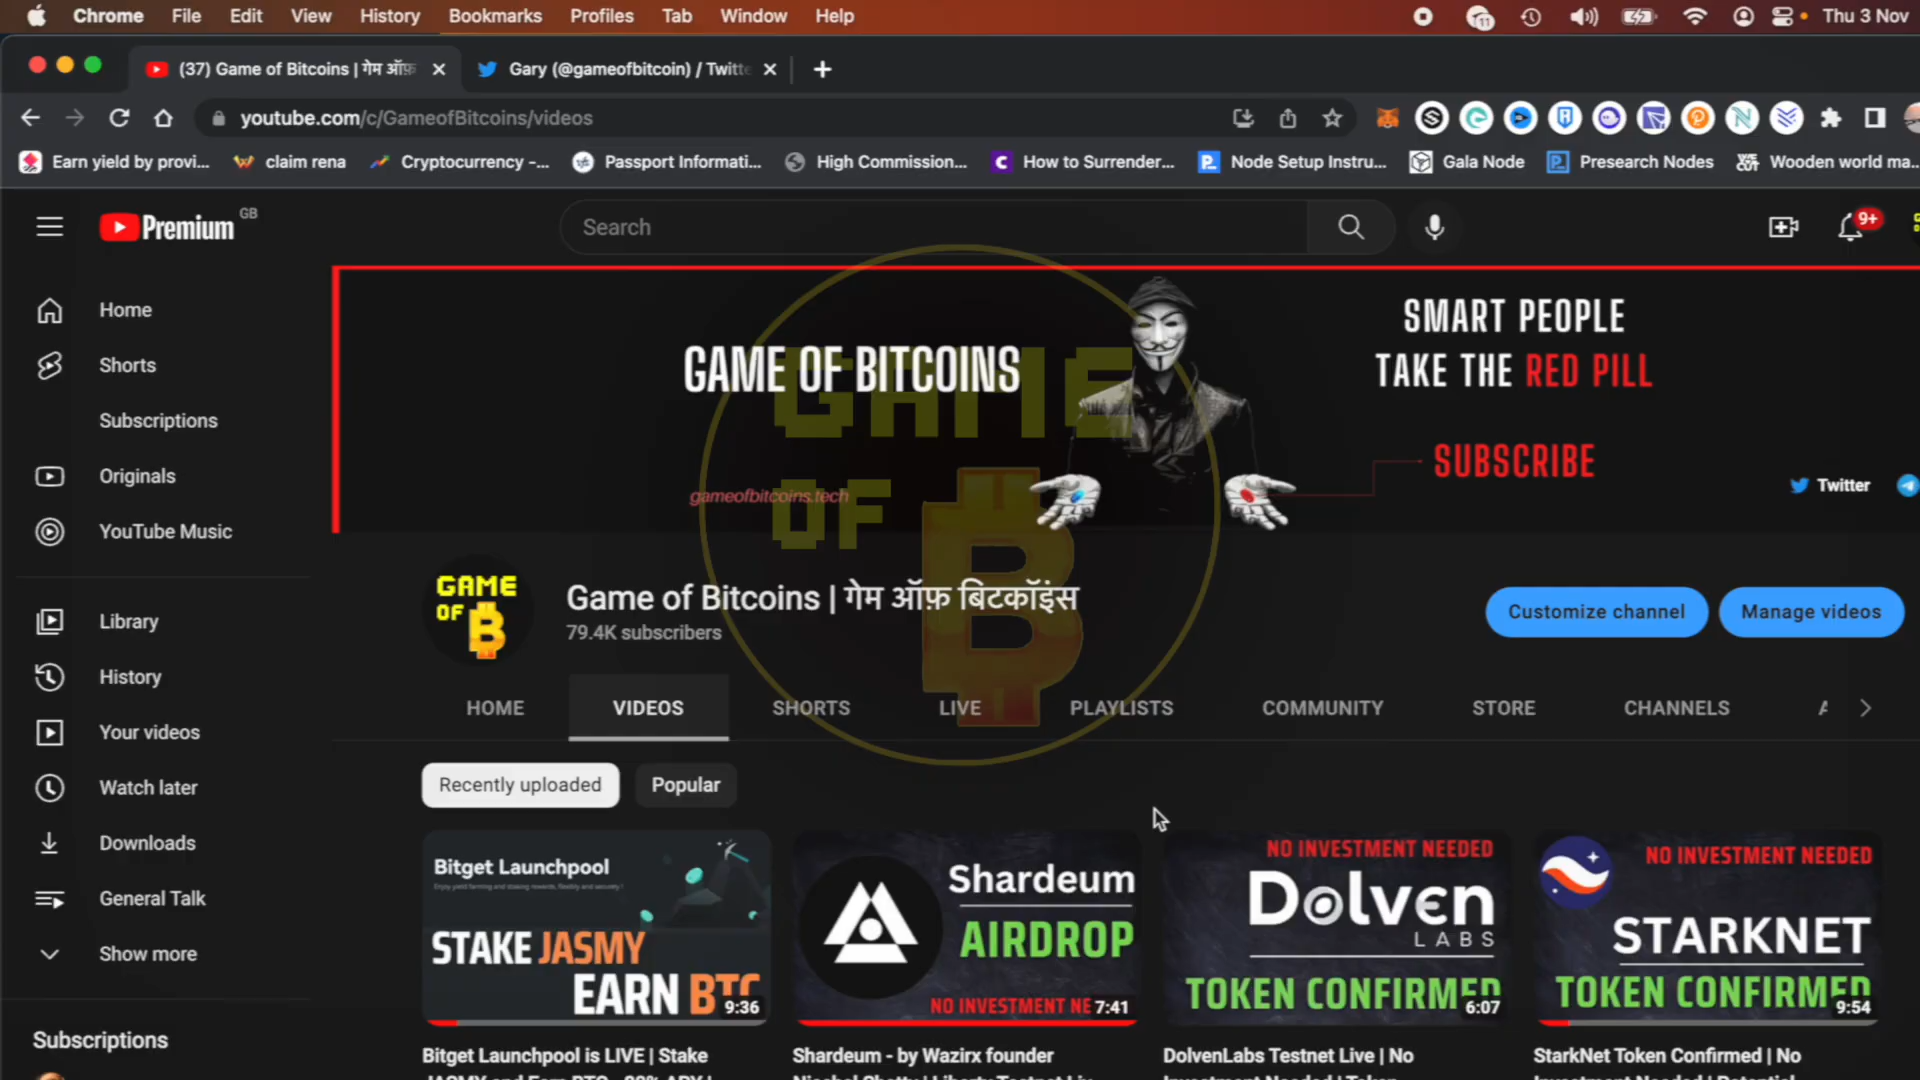 Chrome File Edit View History Bookmarks Profiles Tab Window Help 11 Thu 3 Nov
(37) Game of Bitcoins | गेम ऑफ़ Gary (@gameofbitcoin) / Twitt
youtube.com/c/GameofBitcoins/videos
Earn yield by provi... claim rena Cryptocurrency -... Passport Informati... High Commission... How to Surrender... Node Setup Instru... Gala Node Presearch Nodes Wooden world ma...
Premium GB Search 9+
Home
Shorts
Subscriptions
Originals
YouTube Music
Library
History
Your videos
Watch later
Downloads
General Talk
Show more
Subscriptions
GAME OF BITCOINS
gameofbitcoins.tech
SMART PEOPLE
TAKE THE RED PILL
SUBSCRIBE
Twitter
GAME
OF
GAME
OF
Game of Bitcoins | गेम ऑफ़ बिटकॉइंस
79.4K subscribers
Customize channel Manage videos
HOME VIDEOS SHORTS LIVE PLAYLISTS COMMUNITY STORE CHANNELS
Recently uploaded Popular
Bitget Launchpool
STAKE JASMY
EARN BTC
9:36
Shardeum
AIRDROP
NO INVESTMENT NE
7:41
NO INVESTMENT NEEDED
Dolven
LABS
TOKEN CONFIRMED
6:07
NO INVESTMENT NEEDED
STARKNET
TOKEN CONFIRMED
9:54
Bitget Launchpool is LIVE | Stake
Shardeum - by Wazirx founder
DolvenLabs Testnet Live | No
StarkNet Token Confirmed | No